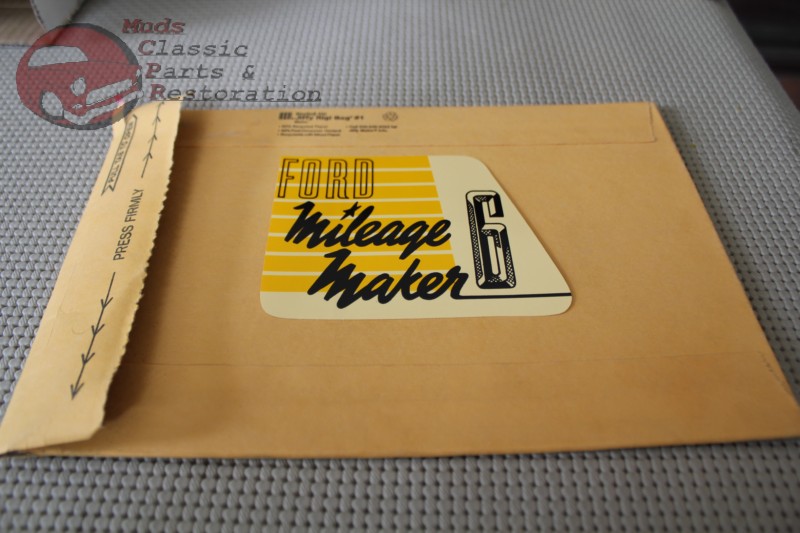 Mods
Classic
Parts &
Restoration
PRESS FIRMLY
FORD
Mileage
Maker
6